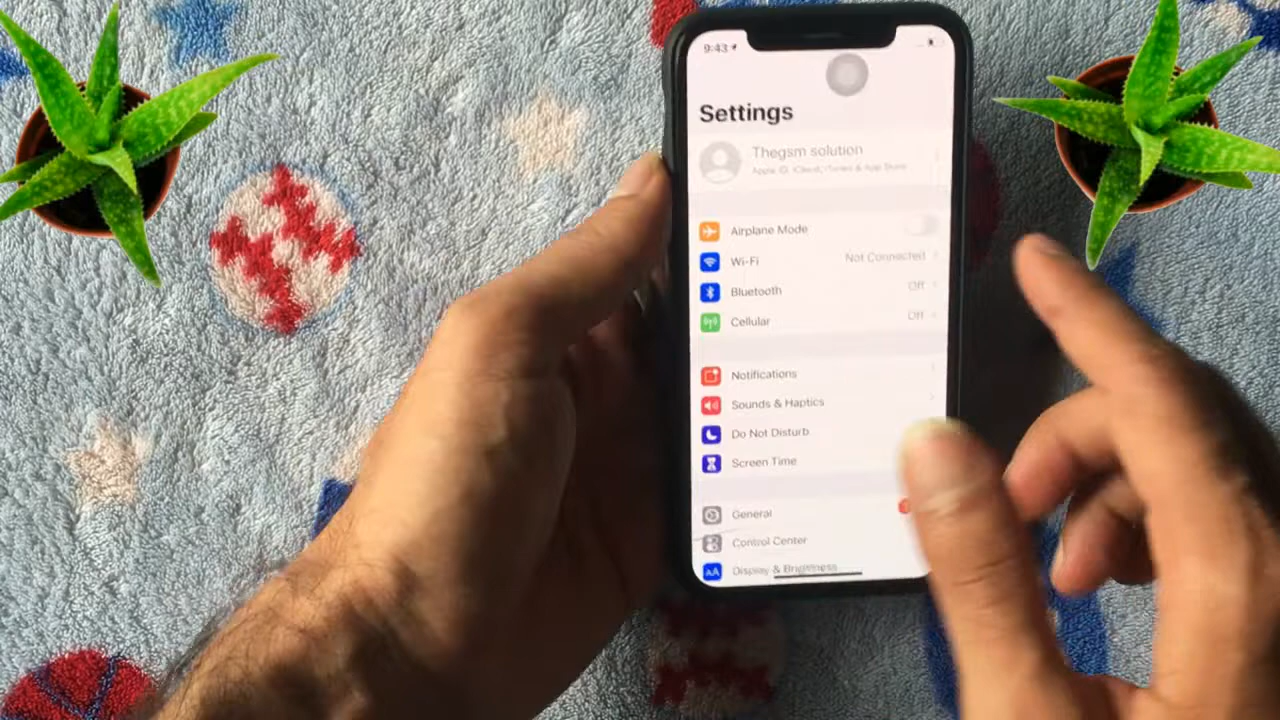 9:43
Settings
Thegsm solution
Apple ID, iCloud, iTunes & App Store
Airplane Mode
Wi-Fi Not Connected
Bluetooth Off
Cellular Off
Notifications
Sounds & Haptics
Do Not Disturb
Screen Time
General
Control Center
AA Display & Brightness